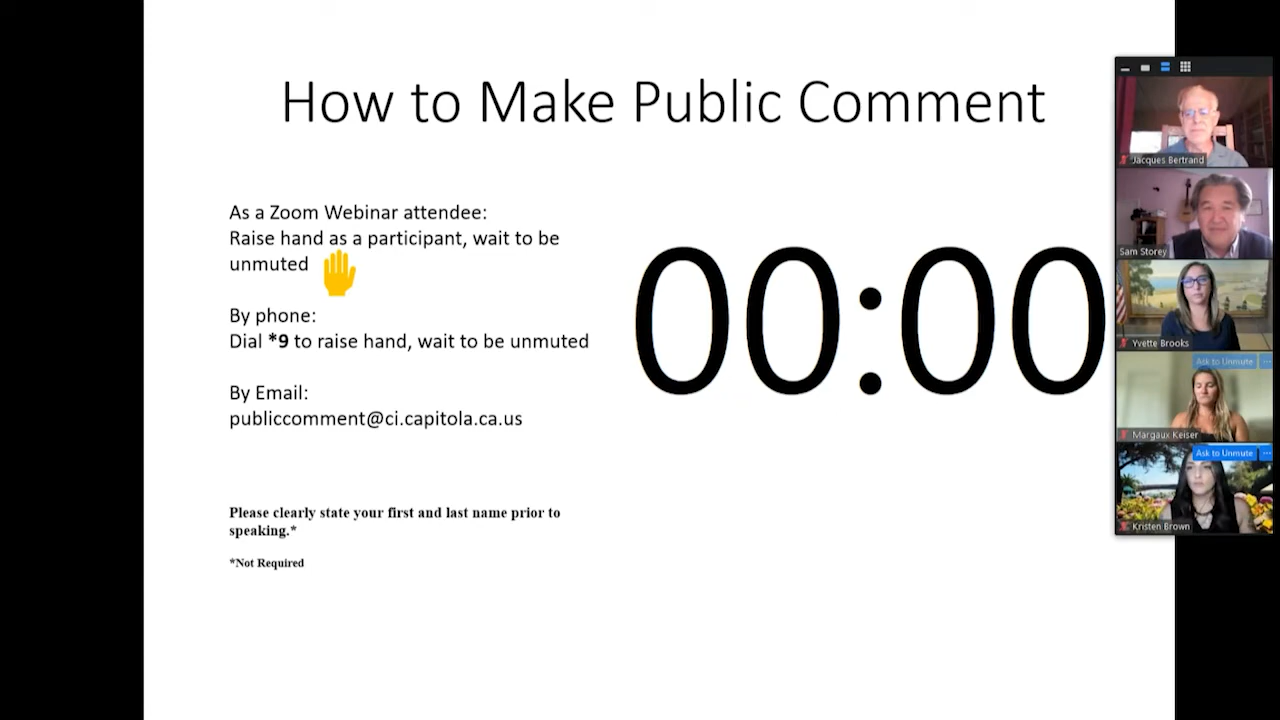 How to Make Public Comment
As a Zoom Webinar attendee:
Raise hand as a participant, wait to be
unmuted
By phone:
Dial *9 to raise hand, wait to be unmuted
By Email:
publiccomment@ci.capitola.ca.us
Please clearly state your first and last name prior to
speaking.*
*Not Required
00:00
Jacques Bertrand
Sam Storey
Yvette Brooks
Ask to Unmute
Margaux Keiser
Ask to Unmute
Kristen Brown